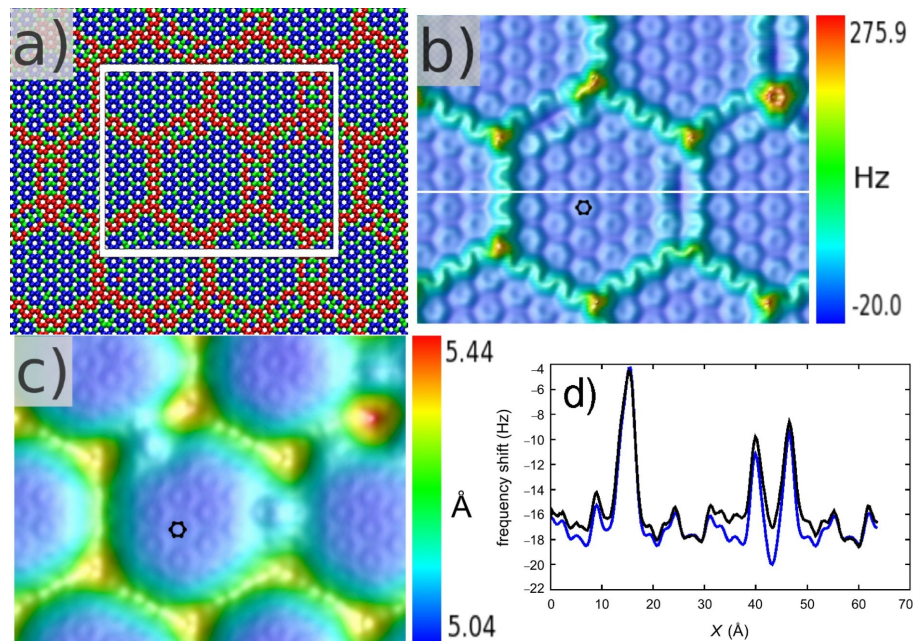 a)
b)
275.9
Hz
-20.0
c)
5.44
Å
5.04
d)
frequency shift (Hz)
−4
−6
−8
−10
−12
−14
−16
−18
−20
−22
0 10 20 30 40 50 60 70
X (Å)